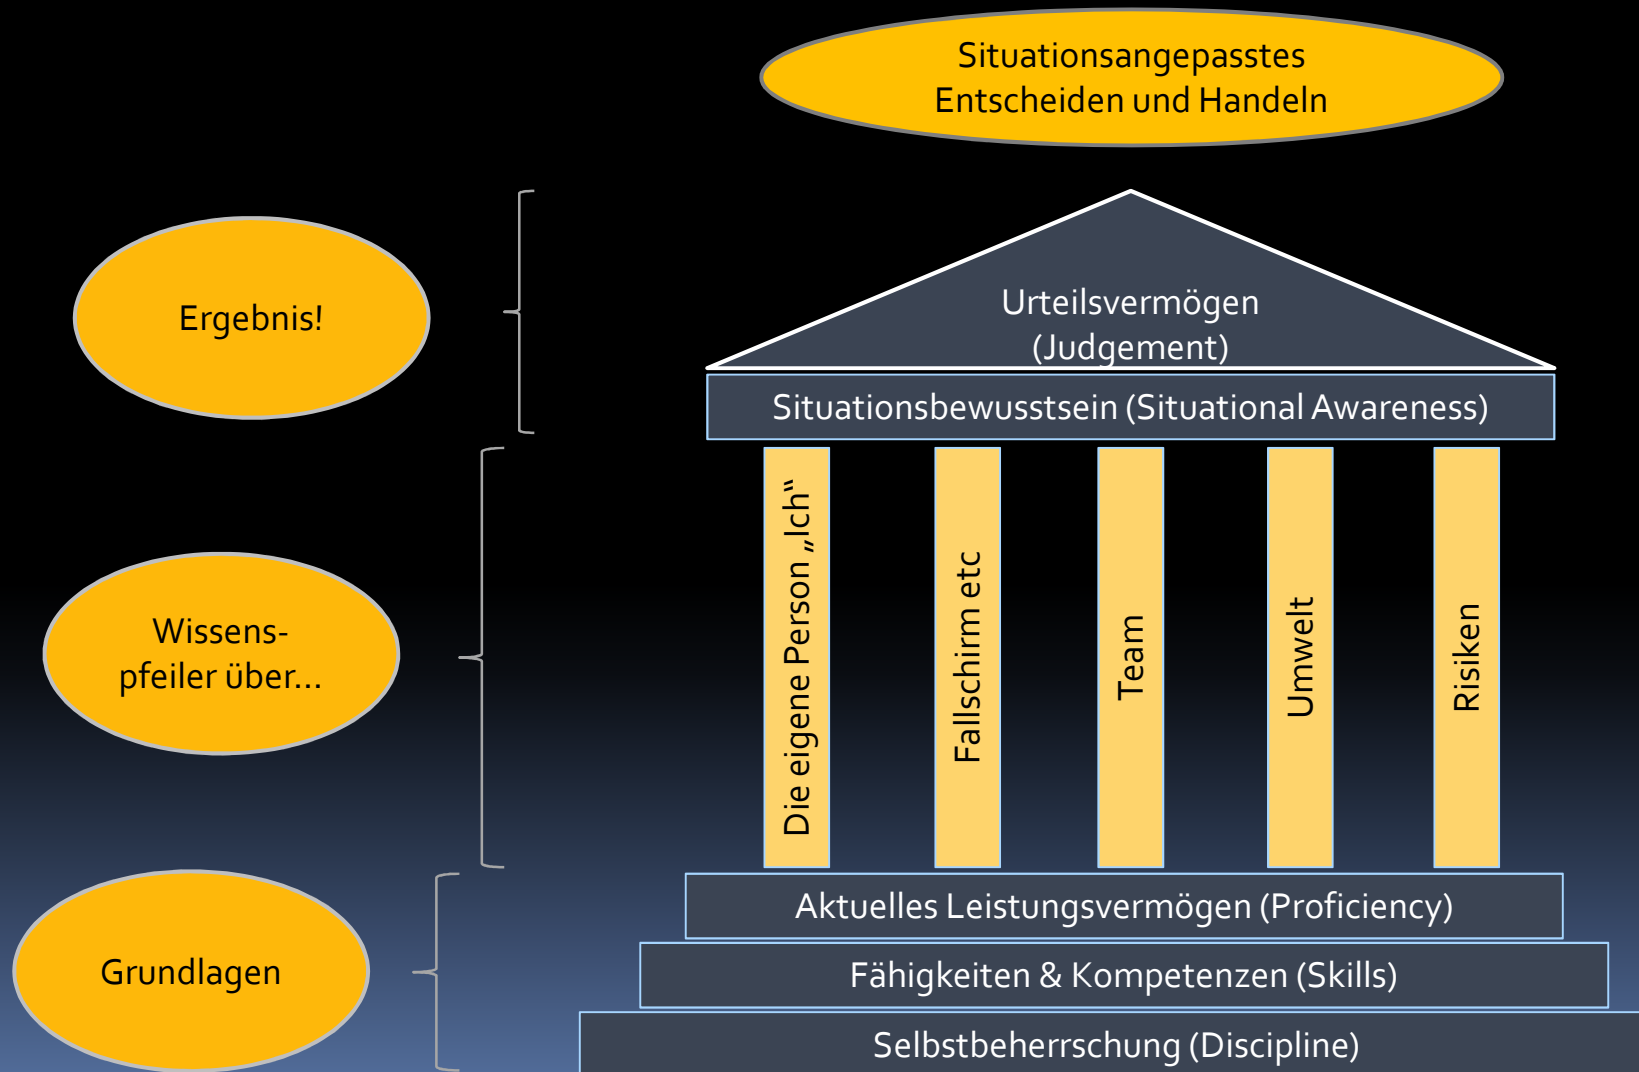 Situationsangepasstes
Entscheiden und Handeln
Ergebnis!
Urteilsvermögen
(Judgement)
Situationsbewusstsein (Situational Awareness)
Wissens-
pfeiler über...
Die eigene Person „Ich“
Fallschirm etc
Team
Umwelt
Risiken
Grundlagen
Aktuelles Leistungsvermögen (Proficiency)
Fähigkeiten & Kompetenzen (Skills)
Selbstbeherrschung (Discipline)